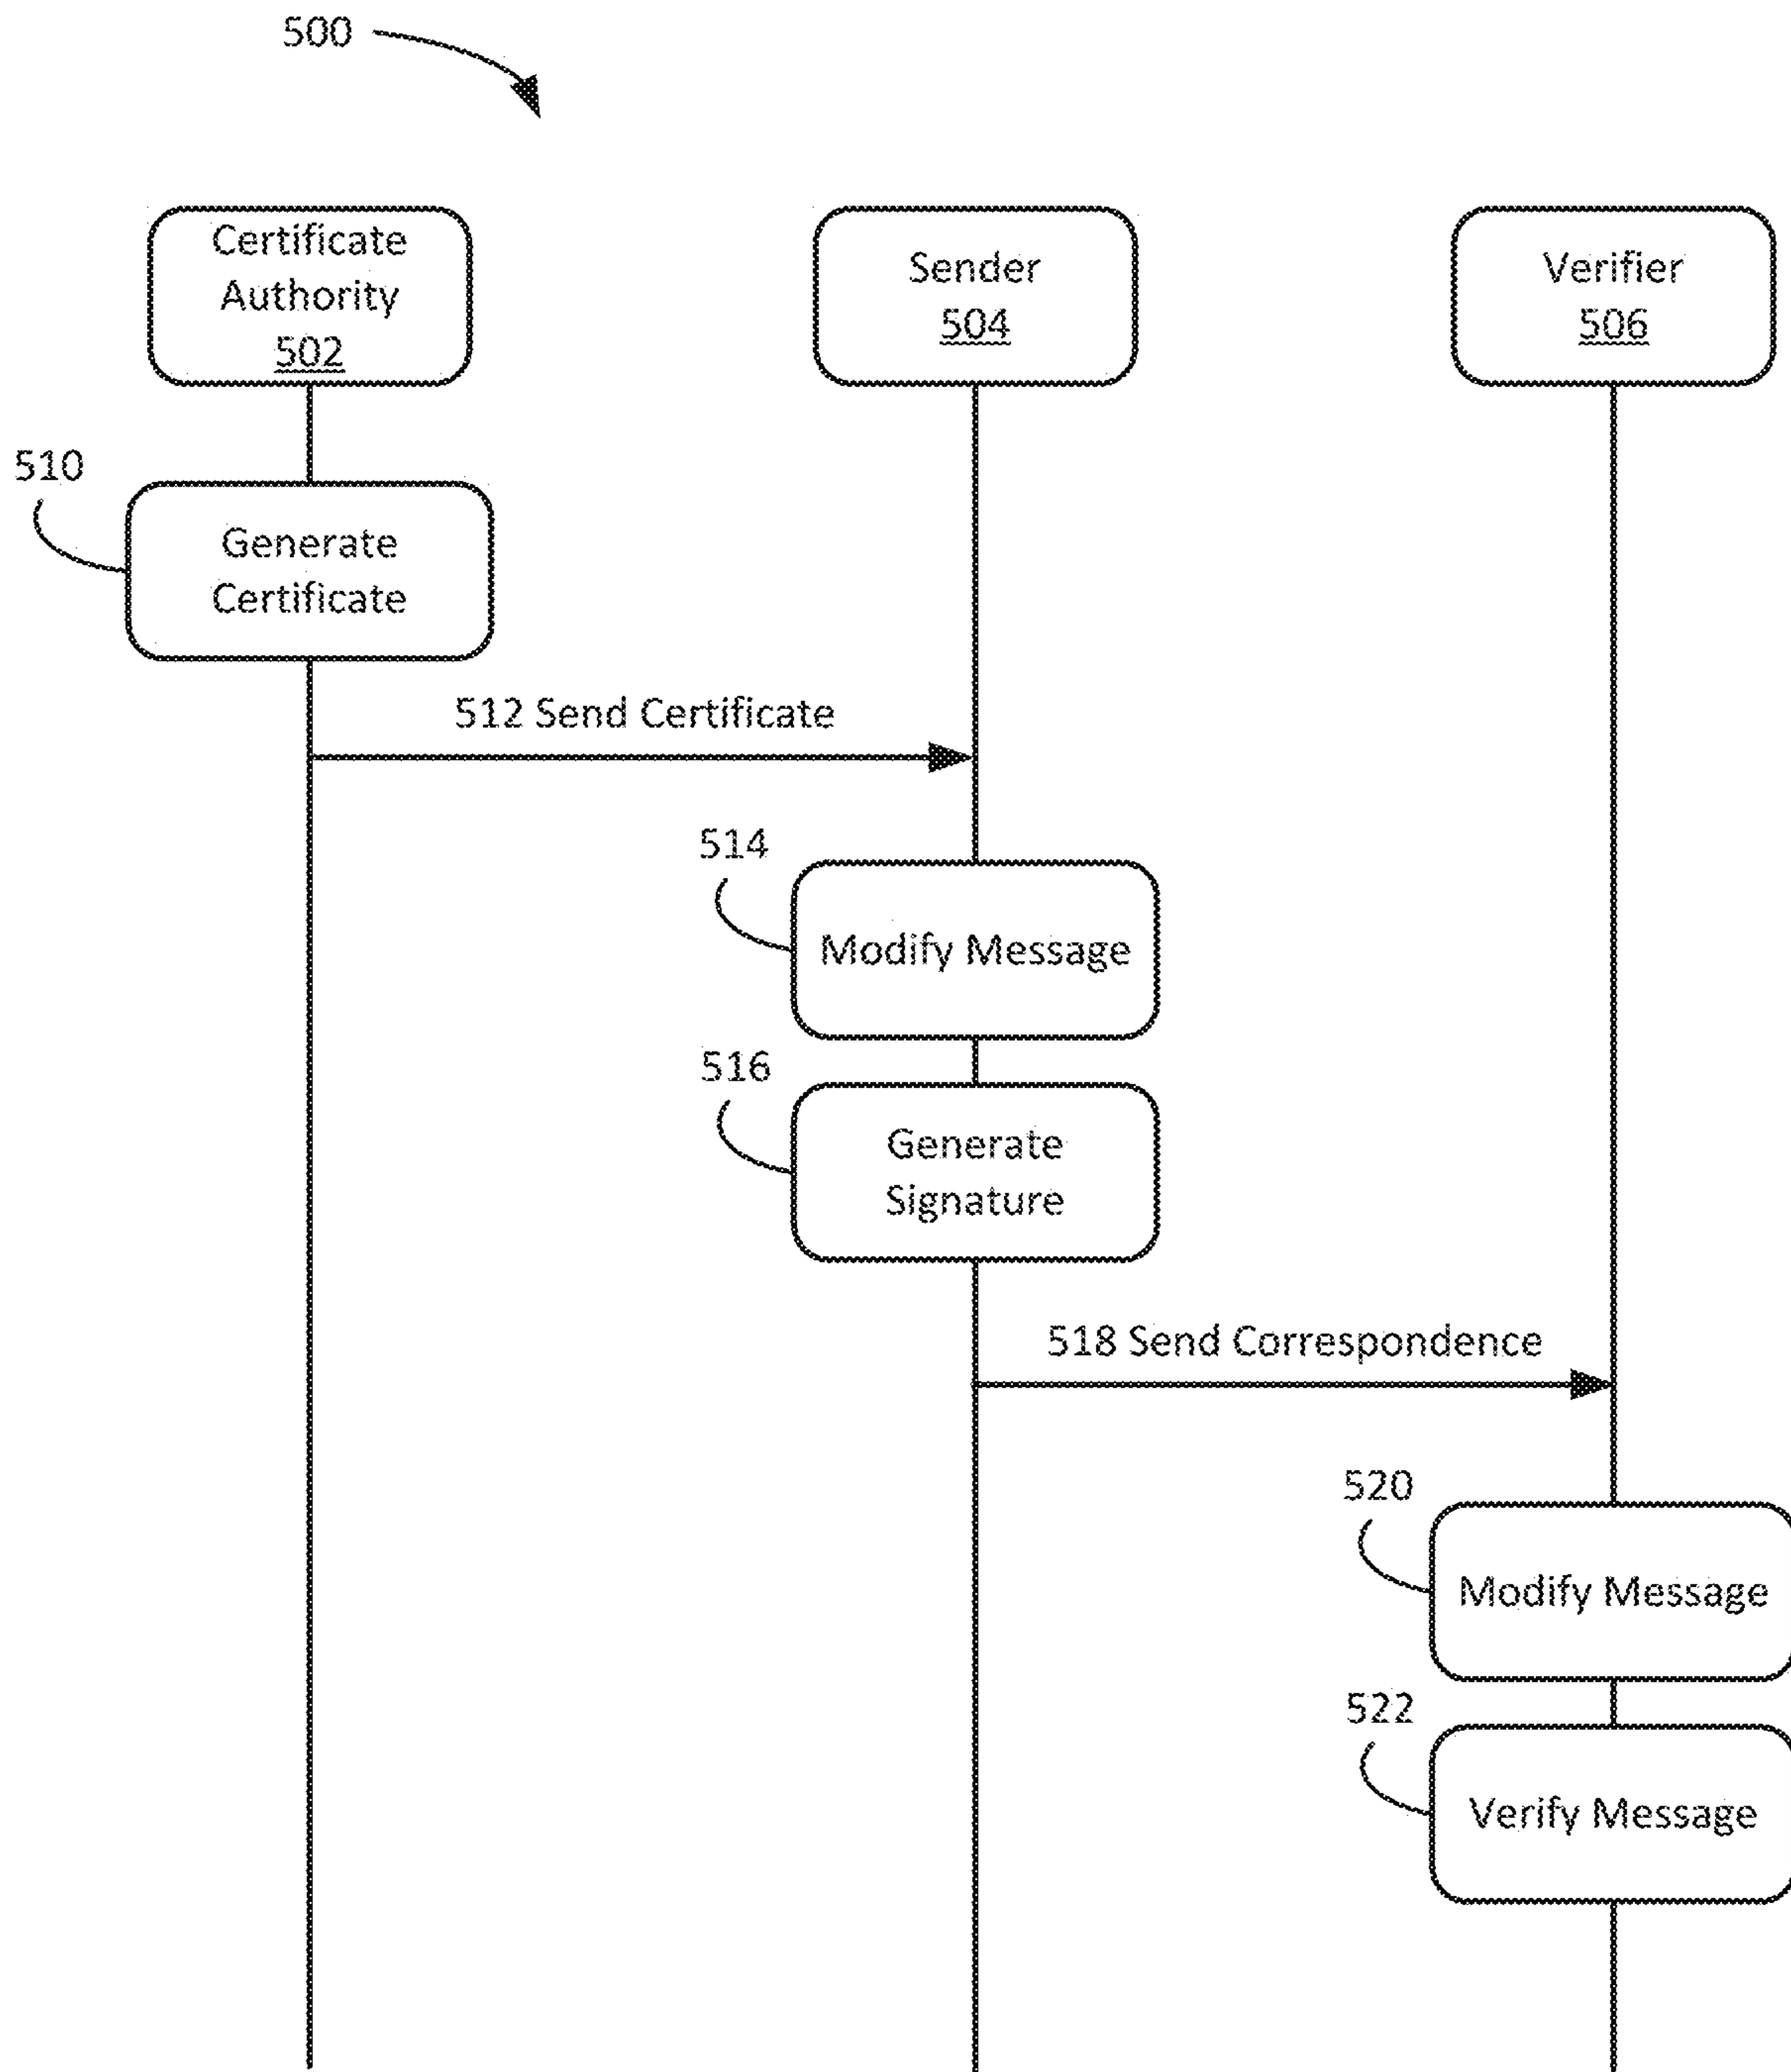 500
Certificate
Authority
502
Sender
504
Verifier
506
510
Generate
Certificate
512 Send Certificate
514
Modify Message
516
Generate
Signature
518 Send Correspondence
520
Modify Message
522
Verify Message